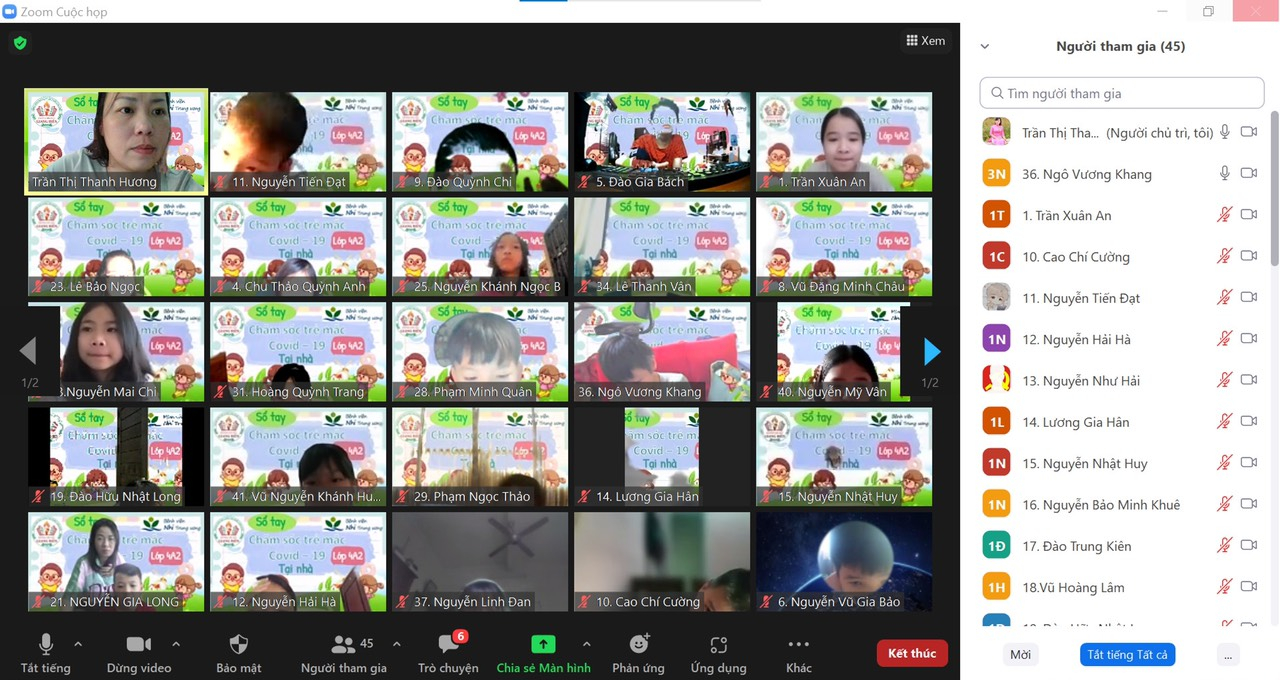 Zoom Cuộc họp
Xem
Sổ tay
Chăm sóc trẻ mắc
Covid - 19
Tại nhà
Lớp 4A2
Trần Thị Thanh Hương
11. Nguyễn Tiến Đạt
9. Đào Quỳnh Chi
5. Đào Gia Bách
1. Trần Xuân An
23. Lê Bảo Ngọc
4. Chu Thảo Quỳnh Anh
25. Nguyễn Khánh Ngọc B
34. Lê Thanh Vân
8. Vũ Đặng Minh Châu
.Nguyễn Mai Chi
31. Hoàng Quỳnh Trang
28. Phạm Minh Quân
36. Ngô Vương Khang
40. Nguyễn Mỹ Vân
1/2
1/2
19. Đào Hữu Nhật Long
41. Vũ Nguyễn Khánh Hu...
29. Phạm Ngọc Thảo
14. Lương Gia Hân
15. Nguyễn Nhật Huy
21. NGUYỄN GIA LONG
12. Nguyễn Hải Hà
37. Nguyễn Linh Đan
10. Cao Chí Cường
6. Nguyễn Vũ Gia Bảo
Tắt tiếng
Dừng video
Bảo mật
45
Người tham gia
6
Trò chuyện
Chia sẻ Màn hình
Phản ứng
Ứng dụng
Khác
Kết thúc
Người tham gia (45)
Tìm người tham gia
Trần Thị Tha... (Người chủ trì, tôi)
3N 36. Ngô Vương Khang
1T 1. Trần Xuân An
1C 10. Cao Chí Cường
11. Nguyễn Tiến Đạt
1N 12. Nguyễn Hải Hà
13. Nguyễn Như Hải
1L 14. Lương Gia Hân
1N 15. Nguyễn Nhật Huy
1N 16. Nguyễn Bảo Minh Khuê
1Đ 17. Đào Trung Kiên
1H 18.Vũ Hoàng Lâm
Mời
Tắt tiếng Tất cả
...